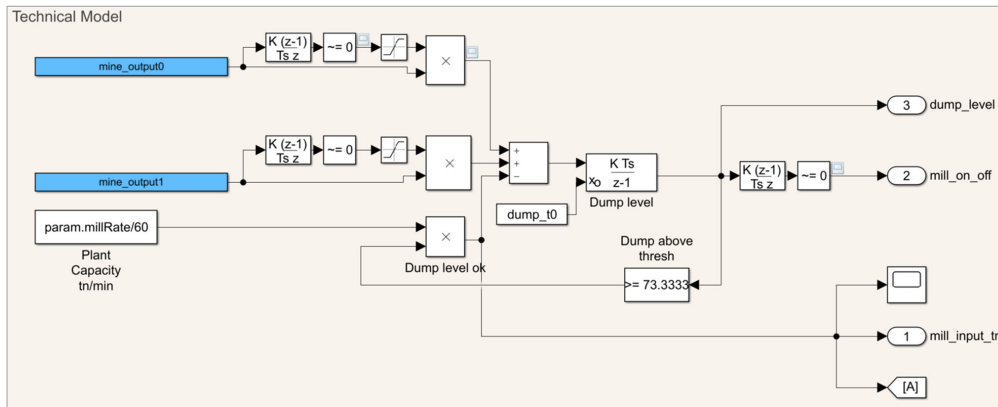 Technical Model
K (z-1)
Ts z
~= 0
mine_output0
×
K (z-1)
Ts z
~= 0
mine_output1
×
+
+
−
K Ts
z-1
xo
Dump level
dump_t0
3
dump_level
K (z-1)
Ts z
~= 0
2
mill_on_off
param.millRate/60
Plant
Capacity
tn/min
×
Dump level ok
Dump above
thresh
>= 73.3333
1
mill_input_tr
[A]